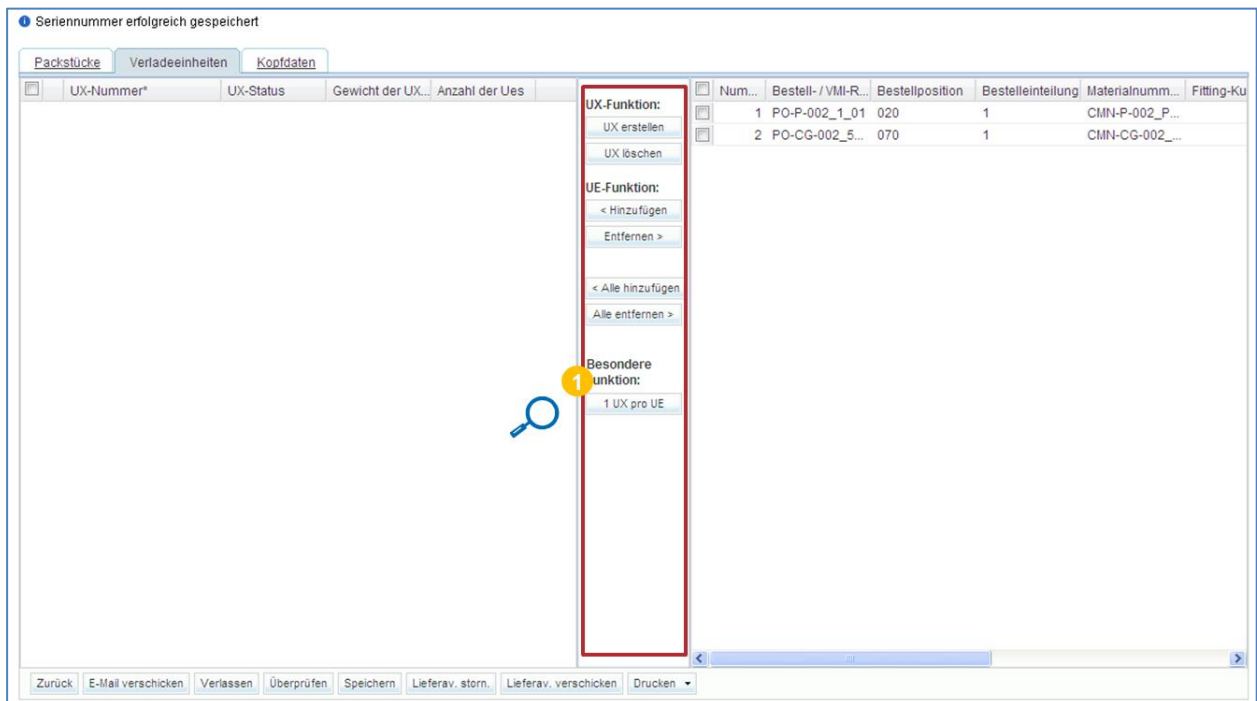 Seriennummer erfolgreich gespeichert
Packstücke Verladeeinheiten Kopfdaten
UX-Nummer* UX-Status Gewicht der UX... Anzahl der Ues
UX-Funktion:
UX erstellen
UX löschen
UE-Funktion:
< Hinzufügen
Entfernen >
< Alle hinzufügen
Alle entfernen >
Besondere
unktion:
1
1 UX pro UE
Num... Bestell- / VMI-R... Bestellposition Bestelleinteilung Materialnumm... Fitting-Ku
1 PO-P-002_1_01 020 1 CMN-P-002_P...
2 PO-CG-002_5... 070 1 CMN-CG-002_...
Zurück E-Mail verschicken Verlassen Überprüfen Speichern Lieferav. storn. Lieferav. verschicken Drucken